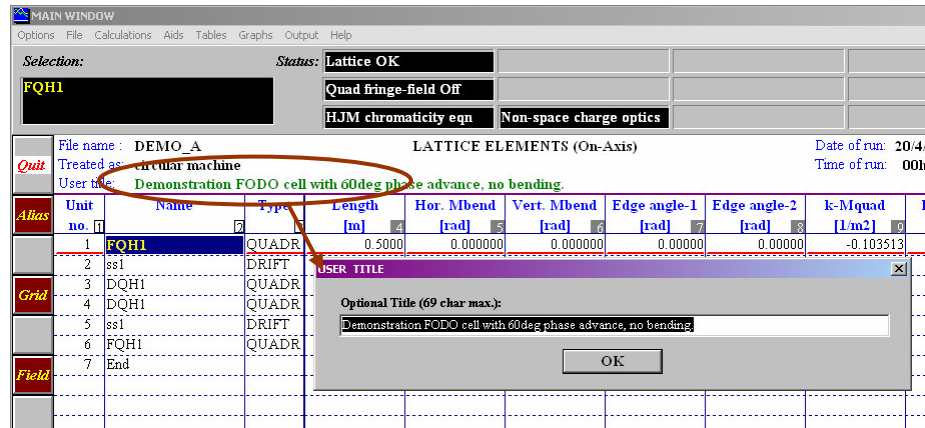 MAIN WINDOW
Options File Calculations Aids Tables Graphs Output Help
Selection: Status: Lattice OK
FQH1 Quad fringe-field Off
HJM chromaticity eqn Non-space charge optics
File name : DEMO_A LATTICE ELEMENTS (On-Axis) Date of run: 20/4/
Quit Treated as: circular machine Time of run: 00h
User title: Demonstration FODO cell with 60deg phase advance, no bending.
Alias Unit Name Type Length Hor. Mbend Vert. Mbend Edge angle-1 Edge angle-2 k-Mquad
no. 1 2 [m] 4 [rad] 5 [rad] 6 [rad] 7 [rad] 8 [1/m2] 9
1 FQH1 QUADR 0.5000 0.000000 0.000000 0.00000 0.00000 -0.103513
2 ss1 DRIFT USER TITLE
Grid 3 DQH1 QUADR
4 DQH1 QUADR Optional Title (69 char max.):
5 ss1 DRIFT Demonstration FODO cell with 60deg phase advance, no bending.
6 FQH1 QUADR
7 End OK
Field